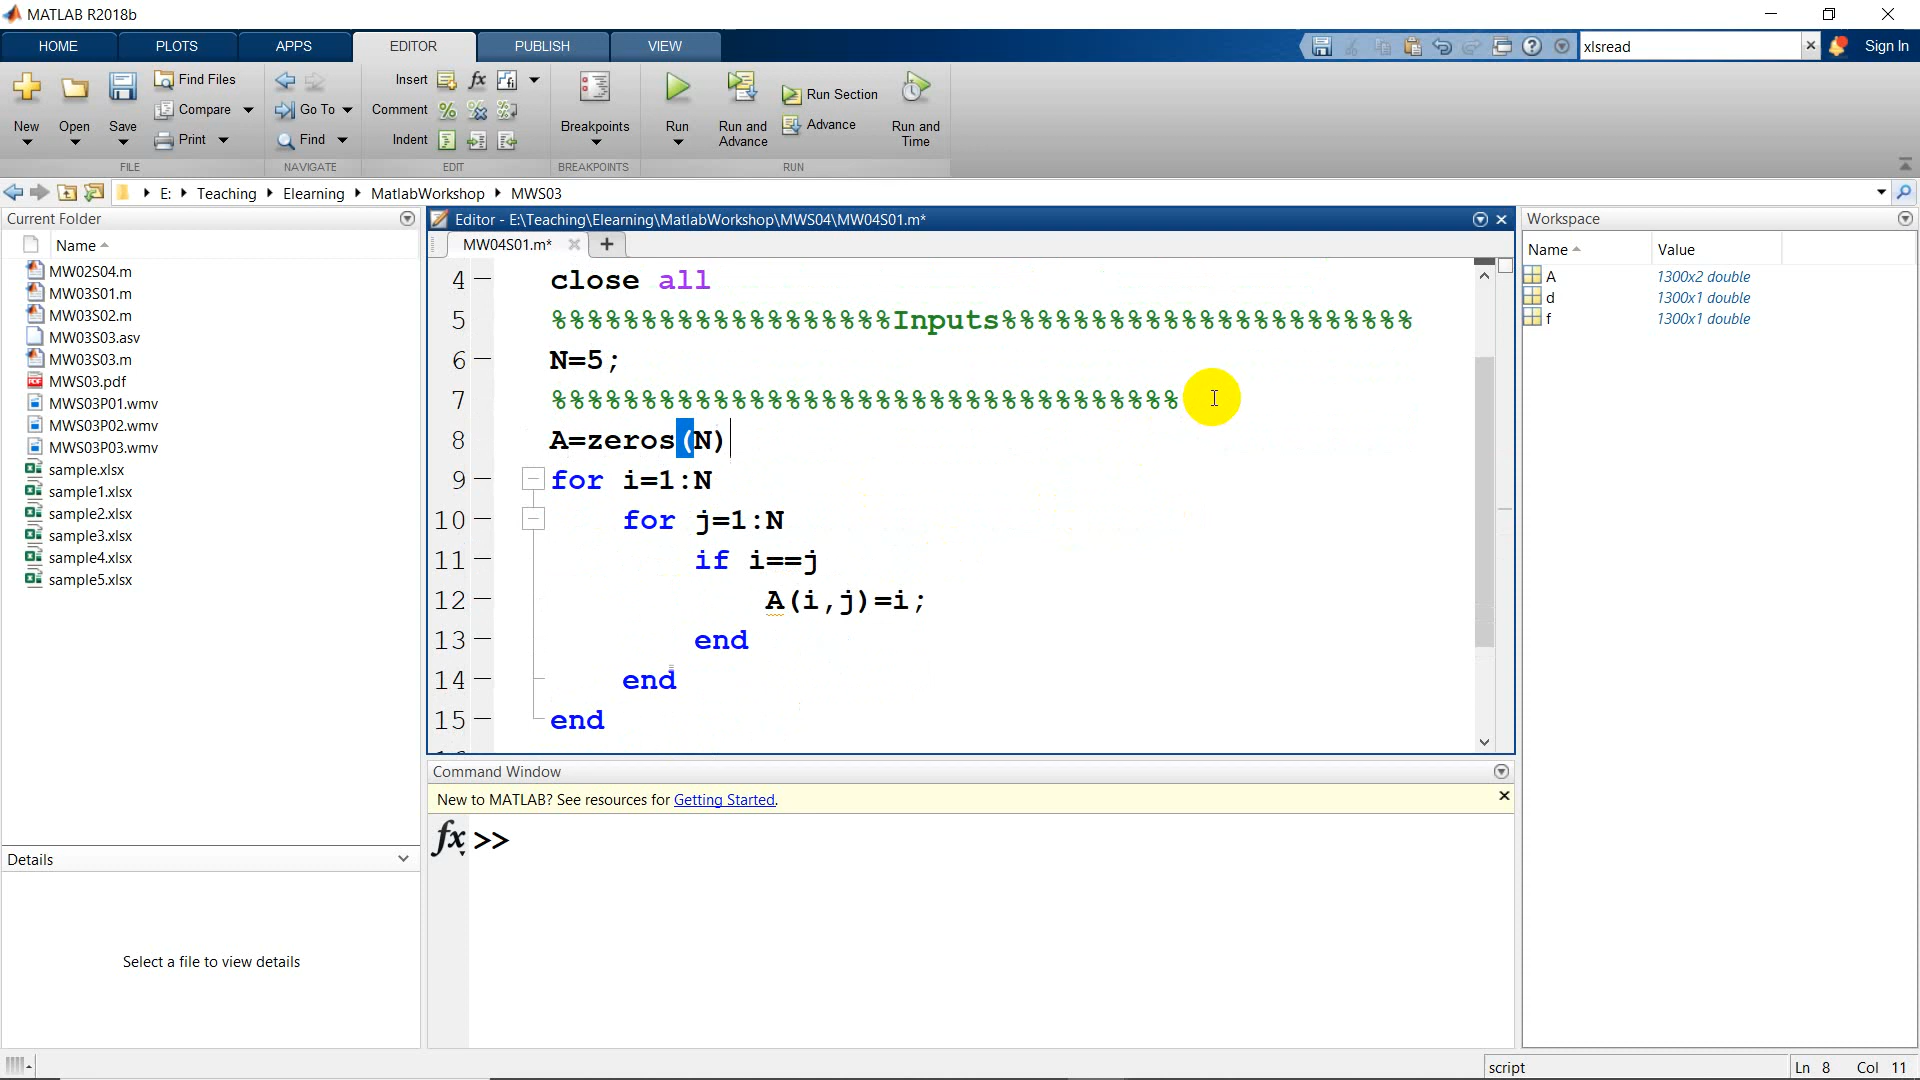 MATLAB R2018b
HOME PLOTS APPS EDITOR PUBLISH VIEW xlsread Sign In
New Open Save Find Files Compare Print
Go To Find
Insert Comment Indent
Breakpoints
Run Run and Advance Run Section Advance Run and Time
FILE NAVIGATE EDIT BREAKPOINTS RUN
E: Teaching Elearning MatlabWorkshop MWS03
Current Folder
Name
MW02S04.m
MW03S01.m
MW03S02.m
MW03S03.asv
MW03S03.m
MWS03.pdf
MWS03P01.wmv
MWS03P02.wmv
MWS03P03.wmv
sample.xlsx
sample1.xlsx
sample2.xlsx
sample3.xlsx
sample4.xlsx
sample5.xlsx
Details
Select a file to view details
Editor - E:\Teaching\Elearning\MatlabWorkshop\MWS04\MW04S01.m*
MW04S01.m*
4 close all
5 %%%%%%%%%%%%%%%%%%%Inputs%%%%%%%%%%%%%%%%%%%%%%%
6 N=5;
7 %%%%%%%%%%%%%%%%%%%%%%%%%%%%%%%%%%%
8 A=zeros(N)
9 for i=1:N
10 for j=1:N
11 if i==j
12 A(i,j)=i;
13 end
14 end
15 end
Command Window
New to MATLAB? See resources for Getting Started.
fx >>
Workspace
Name Value
A 1300x2 double
d 1300x1 double
f 1300x1 double
script Ln 8 Col 11